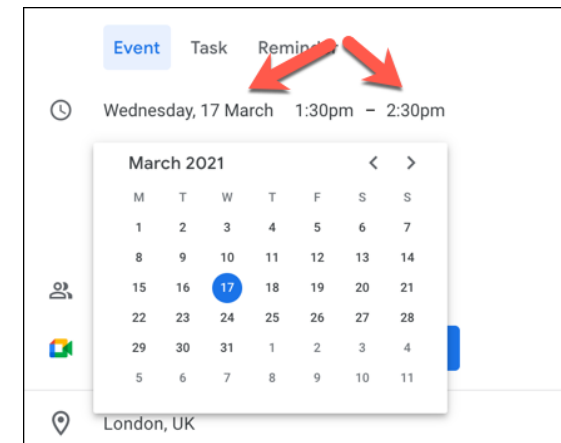 Event Task Reminder
Wednesday, 17 March 1:30pm – 2:30pm
March 2021
M T W T F S S
1 2 3 4 5 6 7
8 9 10 11 12 13 14
15 16 17 18 19 20 21
22 23 24 25 26 27 28
29 30 31 1 2 3 4
5 6 7 8 9 10 11
London, UK